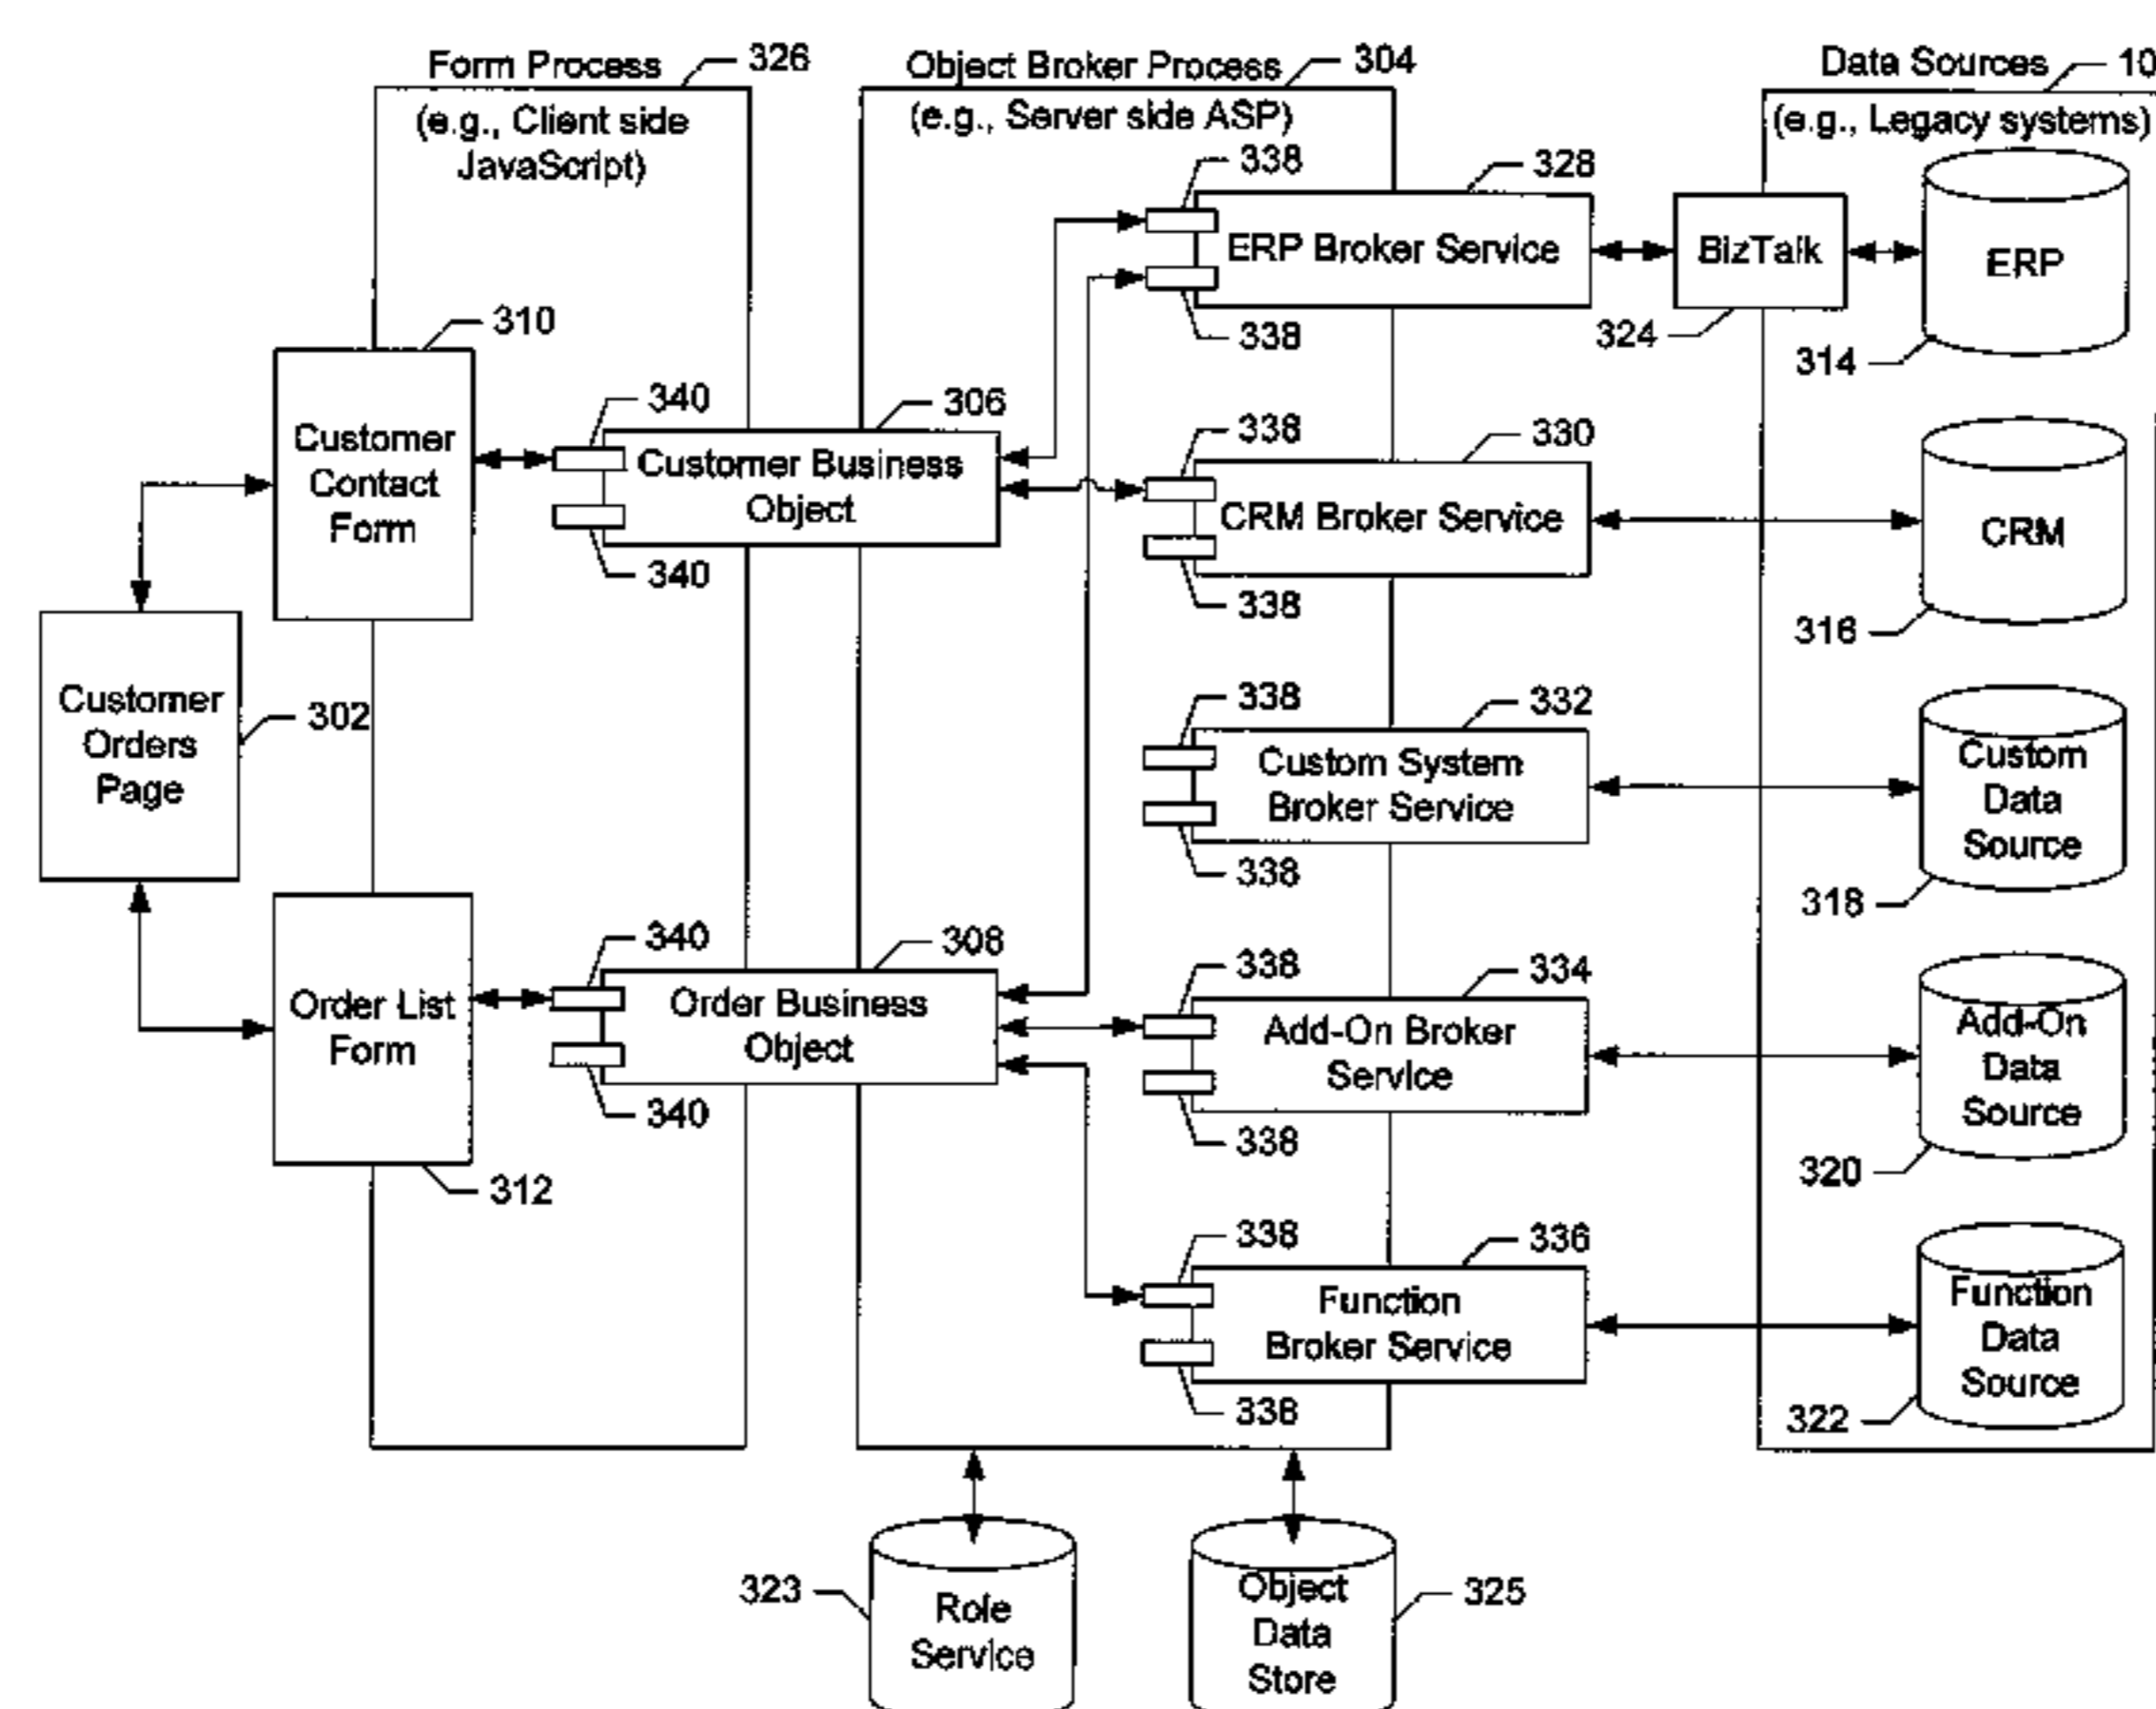 Form Process
326
(e.g., Client side
JavaScript)
Object Broker Process
304
(e.g., Server side ASP)
Data Sources
10
(e.g., Legacy systems)
338
328
ERP Broker Service
338
BizTalk
324
ERP
314
310
Customer
Contact
Form
340
306
Customer Business
Object
340
338
330
CRM Broker Service
338
CRM
316
Customer
Orders
Page
302
338
332
Custom System
Broker Service
338
Custom
Data
Source
318
Order List
Form
312
340
308
Order Business
Object
340
338
334
Add-On Broker
Service
338
Add-On
Data
Source
320
338
336
Function
Broker Service
338
Function
Data
Source
322
323
Role
Service
Object
Data
Store
325